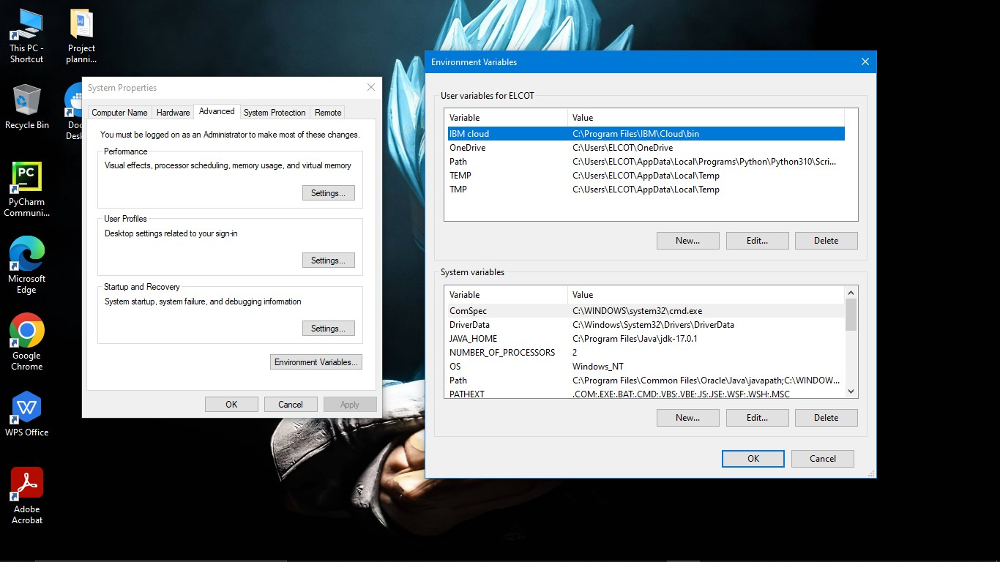 This PC -
Shortcut
Project
planni...
Recycle Bin
Doc
Desk
PC
PyCharm
Communi...
Microsoft
Edge
Google
Chrome
W
WPS Office
Adobe
Acrobat
System Properties
Computer Name Hardware Advanced System Protection Remote
You must be logged on as an Administrator to make most of these changes.
Performance
Visual effects, processor scheduling, memory usage, and virtual memory
Settings...
User Profiles
Desktop settings related to your sign-in
Settings...
Startup and Recovery
System startup, system failure, and debugging information
Settings...
Environment Variables...
OK Cancel Apply
Environment Variables
User variables for ELCOT
Variable Value
IBM cloud C:\Program Files\IBM\Cloud\bin
OneDrive C:\Users\ELCOT\OneDrive
Path C:\Users\ELCOT\AppData\Local\Programs\Python\Python310\Scri...
TEMP C:\Users\ELCOT\AppData\Local\Temp
TMP C:\Users\ELCOT\AppData\Local\Temp
New... Edit... Delete
System variables
Variable Value
ComSpec C:\WINDOWS\system32\cmd.exe
DriverData C:\Windows\System32\Drivers\DriverData
JAVA_HOME C:\Program Files\Java\jdk-17.0.1
NUMBER_OF_PROCESSORS 2
OS Windows_NT
Path C:\Program Files\Common Files\Oracle\Java\javapath;C:\WINDOW...
PATHEXT .COM;.EXE;.BAT;.CMD;.VBS;.VBE;.JS;.JSE;.WSF;.WSH;.MSC
New... Edit... Delete
OK Cancel